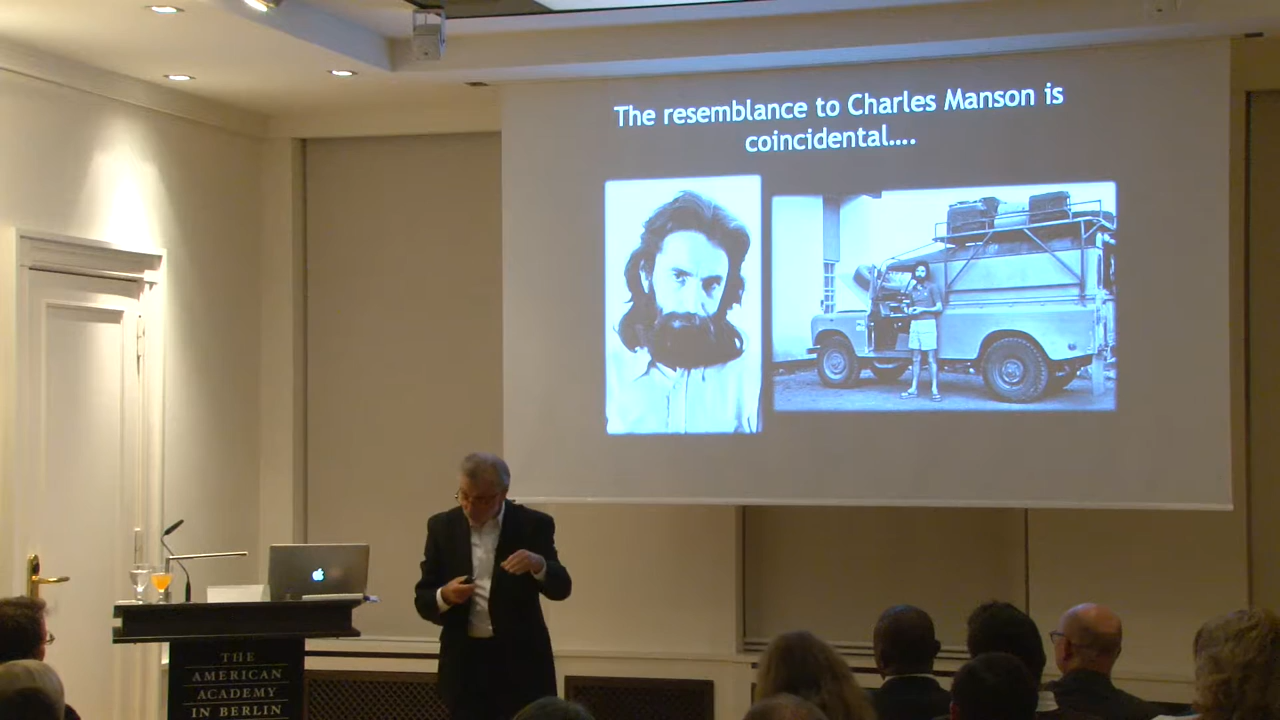 The resemblance to Charles Manson is
coincidental....
THE
AMERICAN
ACADEMY
IN BERLIN